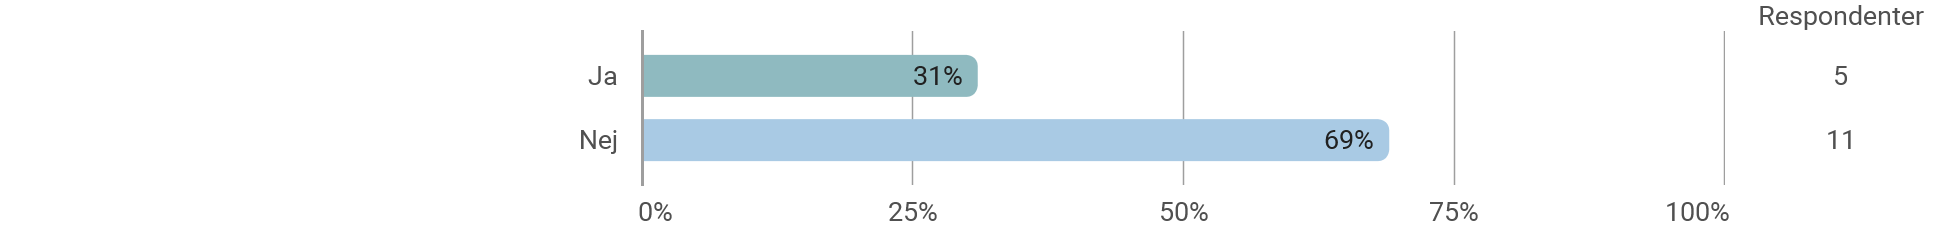 Respondenter
Ja 31% 5
Nej 69% 11
0% 25% 50% 75% 100%